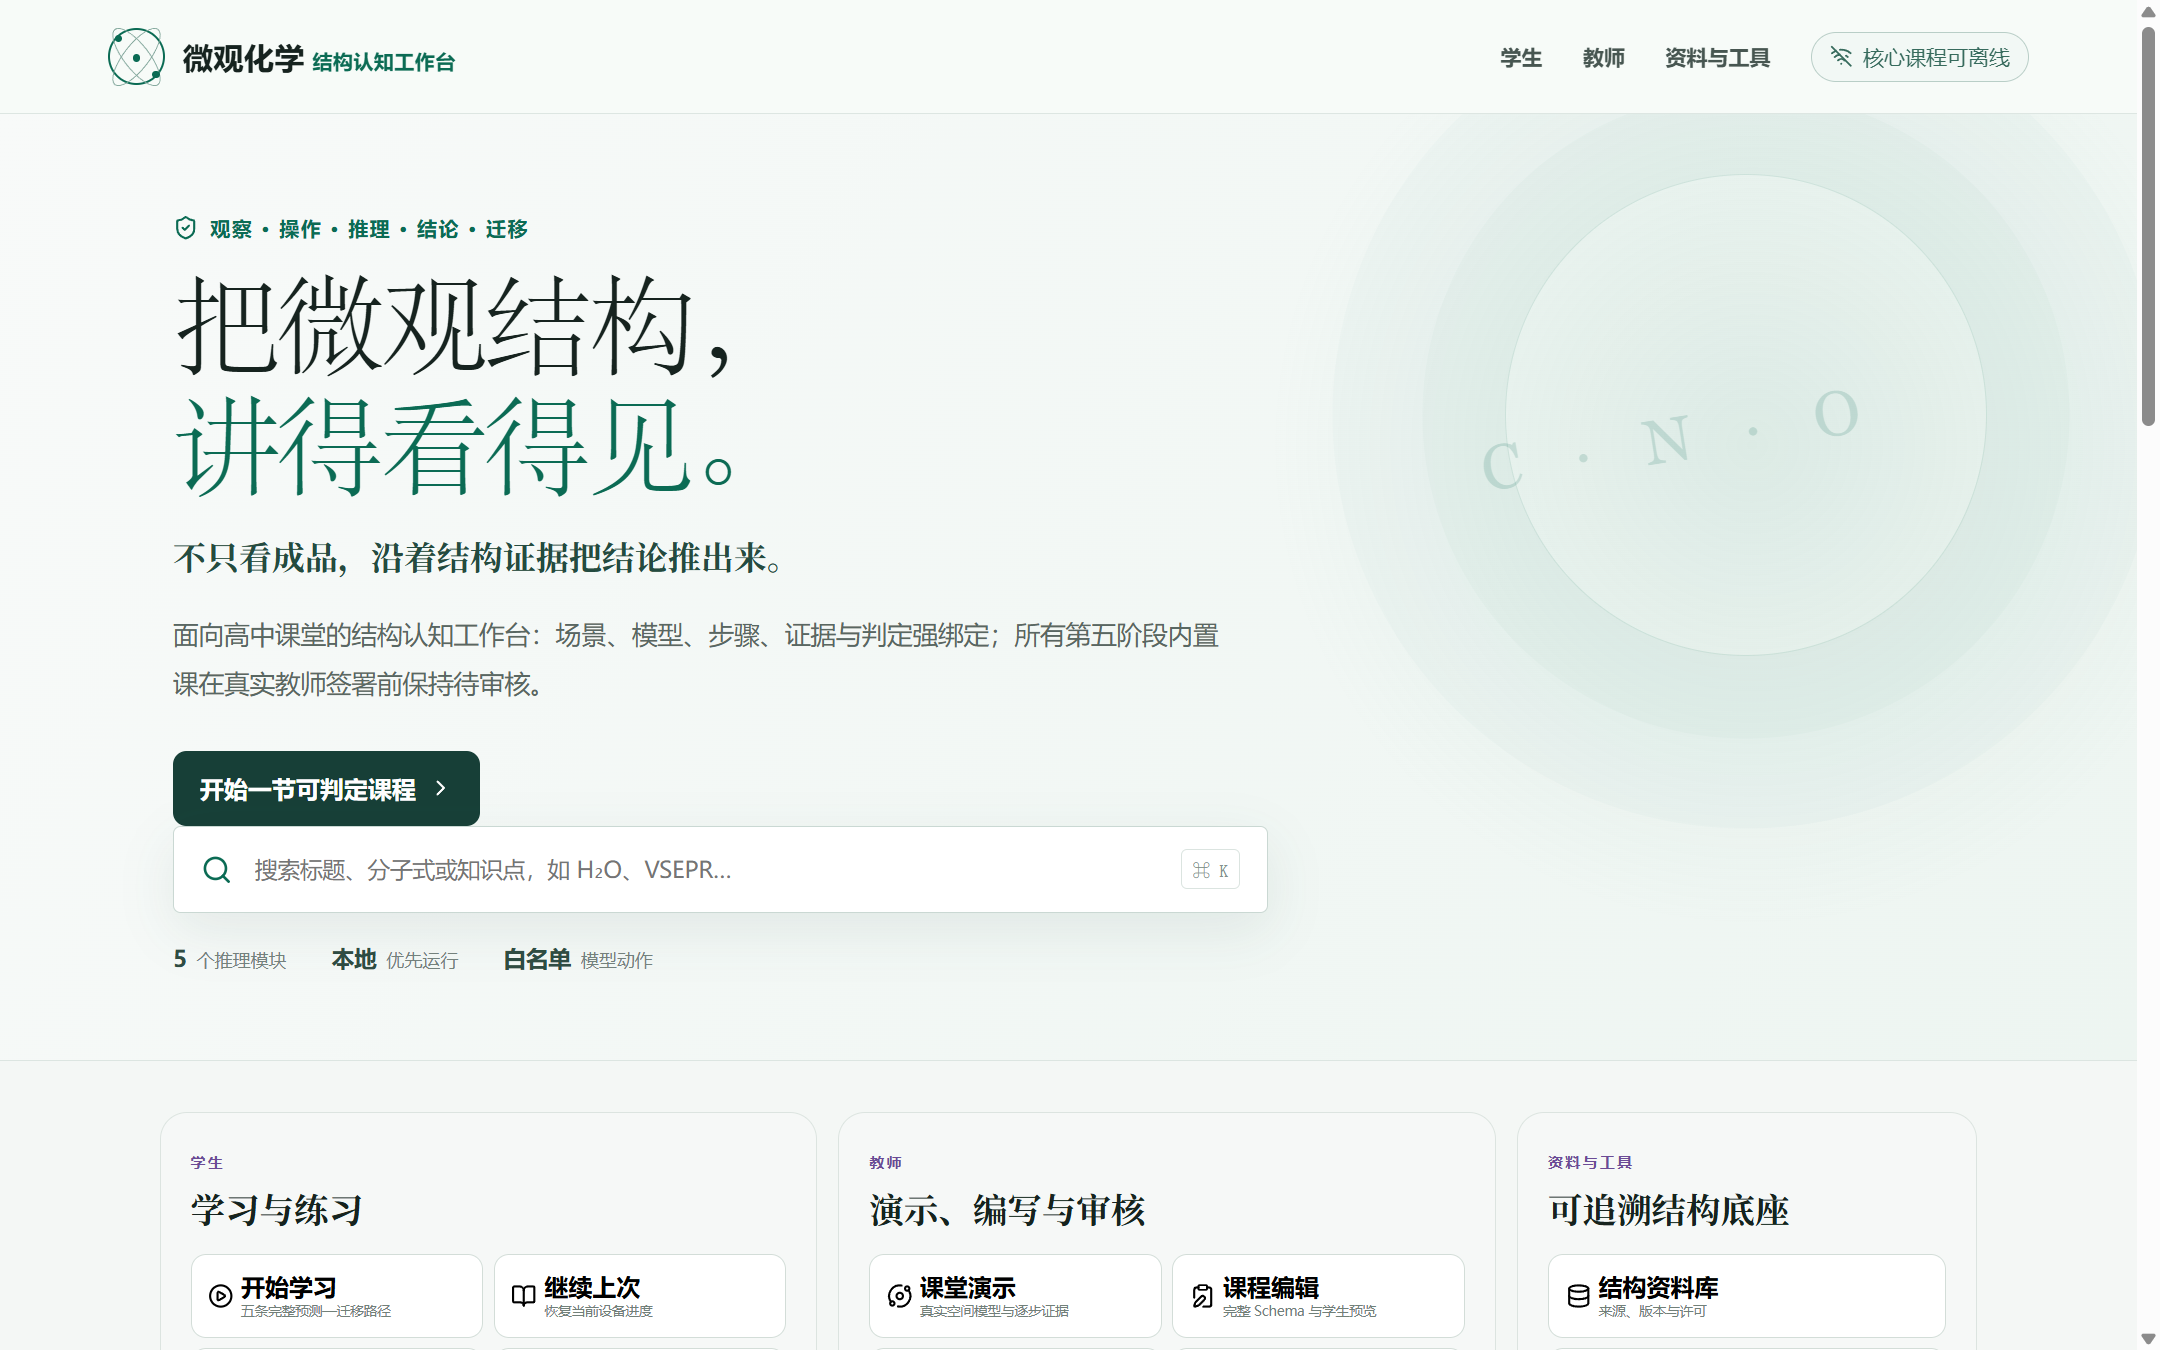 微观化学 结构认知工作台
学生 教师 资料与工具 核心课程可离线
观察 • 操作 • 推理 • 结论 • 迁移
把微观结构，
讲得看得见。
C · N · O
不只看成品，沿着结构证据把结论推出来。
面向高中课堂的结构认知工作台：场景、模型、步骤、证据与判定强绑定；所有第五阶段内置
课在真实教师签署前保持待审核。
开始一节可判定课程
搜索标题、分子式或知识点，如 H₂O、VSEPR...
⌘ K
5 个推理模块 本地 优先运行 白名单 模型动作
学生
学习与练习
开始学习
五条完整预测—迁移路径
继续上次
恢复当前设备进度
教师
演示、编写与审核
课堂演示
真实空间模型与逐步证据
课程编辑
完整 Schema 与学生预览
资料与工具
可追溯结构底座
结构资料库
来源、版本与许可